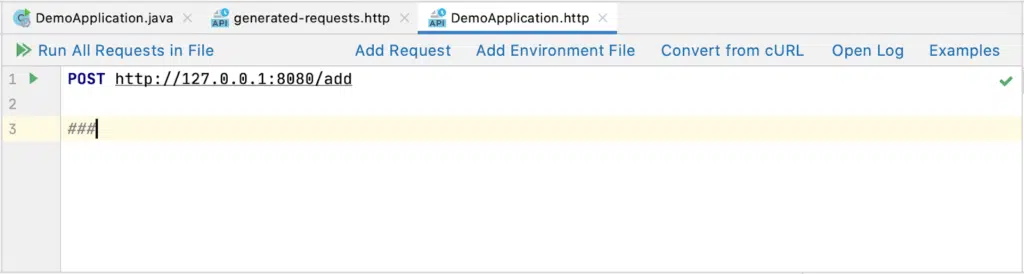 DemoApplication.java generated-requests.http DemoApplication.http
Run All Requests in File Add Request Add Environment File Convert from cURL Open Log Examples
1 POST http://127.0.0.1:8080/add
2
3 ###